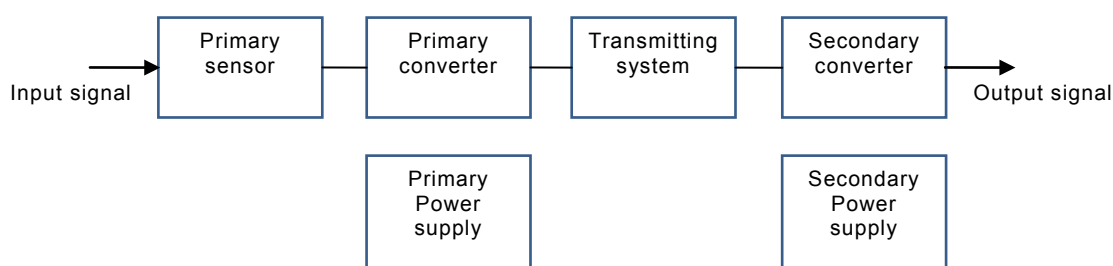 Primary
sensor
Primary
converter
Transmitting
system
Secondary
converter
Input signal
Output signal
Primary
Power
supply
Secondary
Power
supply